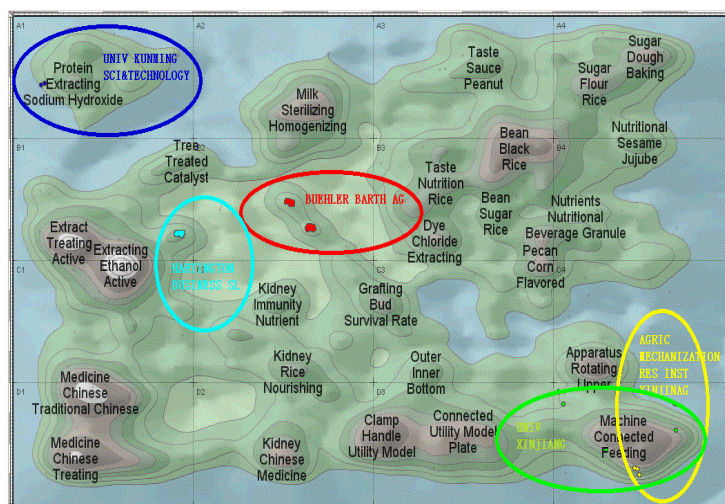 A1
A2
A3
A4
UNIV KUNMING
SCI&TECHNOLOGY
Protein
Extracting
Sodium Hydroxide
Milk
Sterilizing
Homogenizing
Taste
Sauce
Peanut
Sugar
Flour
Rice
Sugar
Dough
Baking
B1
B2
B3
B4
Tree
Treated
Catalyst
Bean
Black
Rice
Nutritional
Sesame
Jujube
BUEHLER BARTH AG
Taste
Nutrition
Rice
Bean
Sugar
Rice
Nutrients
Nutritional
Beverage Granule
Extract
Treating
Active
Extracting
Ethanol
Active
Dye
Chloride
Extracting
Pecan
Corn
Flavored
C1
C3
BUSINESS SL
Kidney
Immunity
Nutrient
Grafting
Bud
Survival Rate
AGRIC
MECHANIZATION
RES INST
XINJINAG
Kidney
Rice
Nourishing
Outer
Inner
Bottom
Apparatus
Rotating
Upper
D1
D2
D3
Medicine
Chinese
Traditional Chinese
Medicine
Chinese
Treating
Kidney
Chinese
Medicine
Clamp
Handle
Utility Model
Connected
Utility Model
Plate
UNIV
XINJIANG
Machine
Connected
Feeding